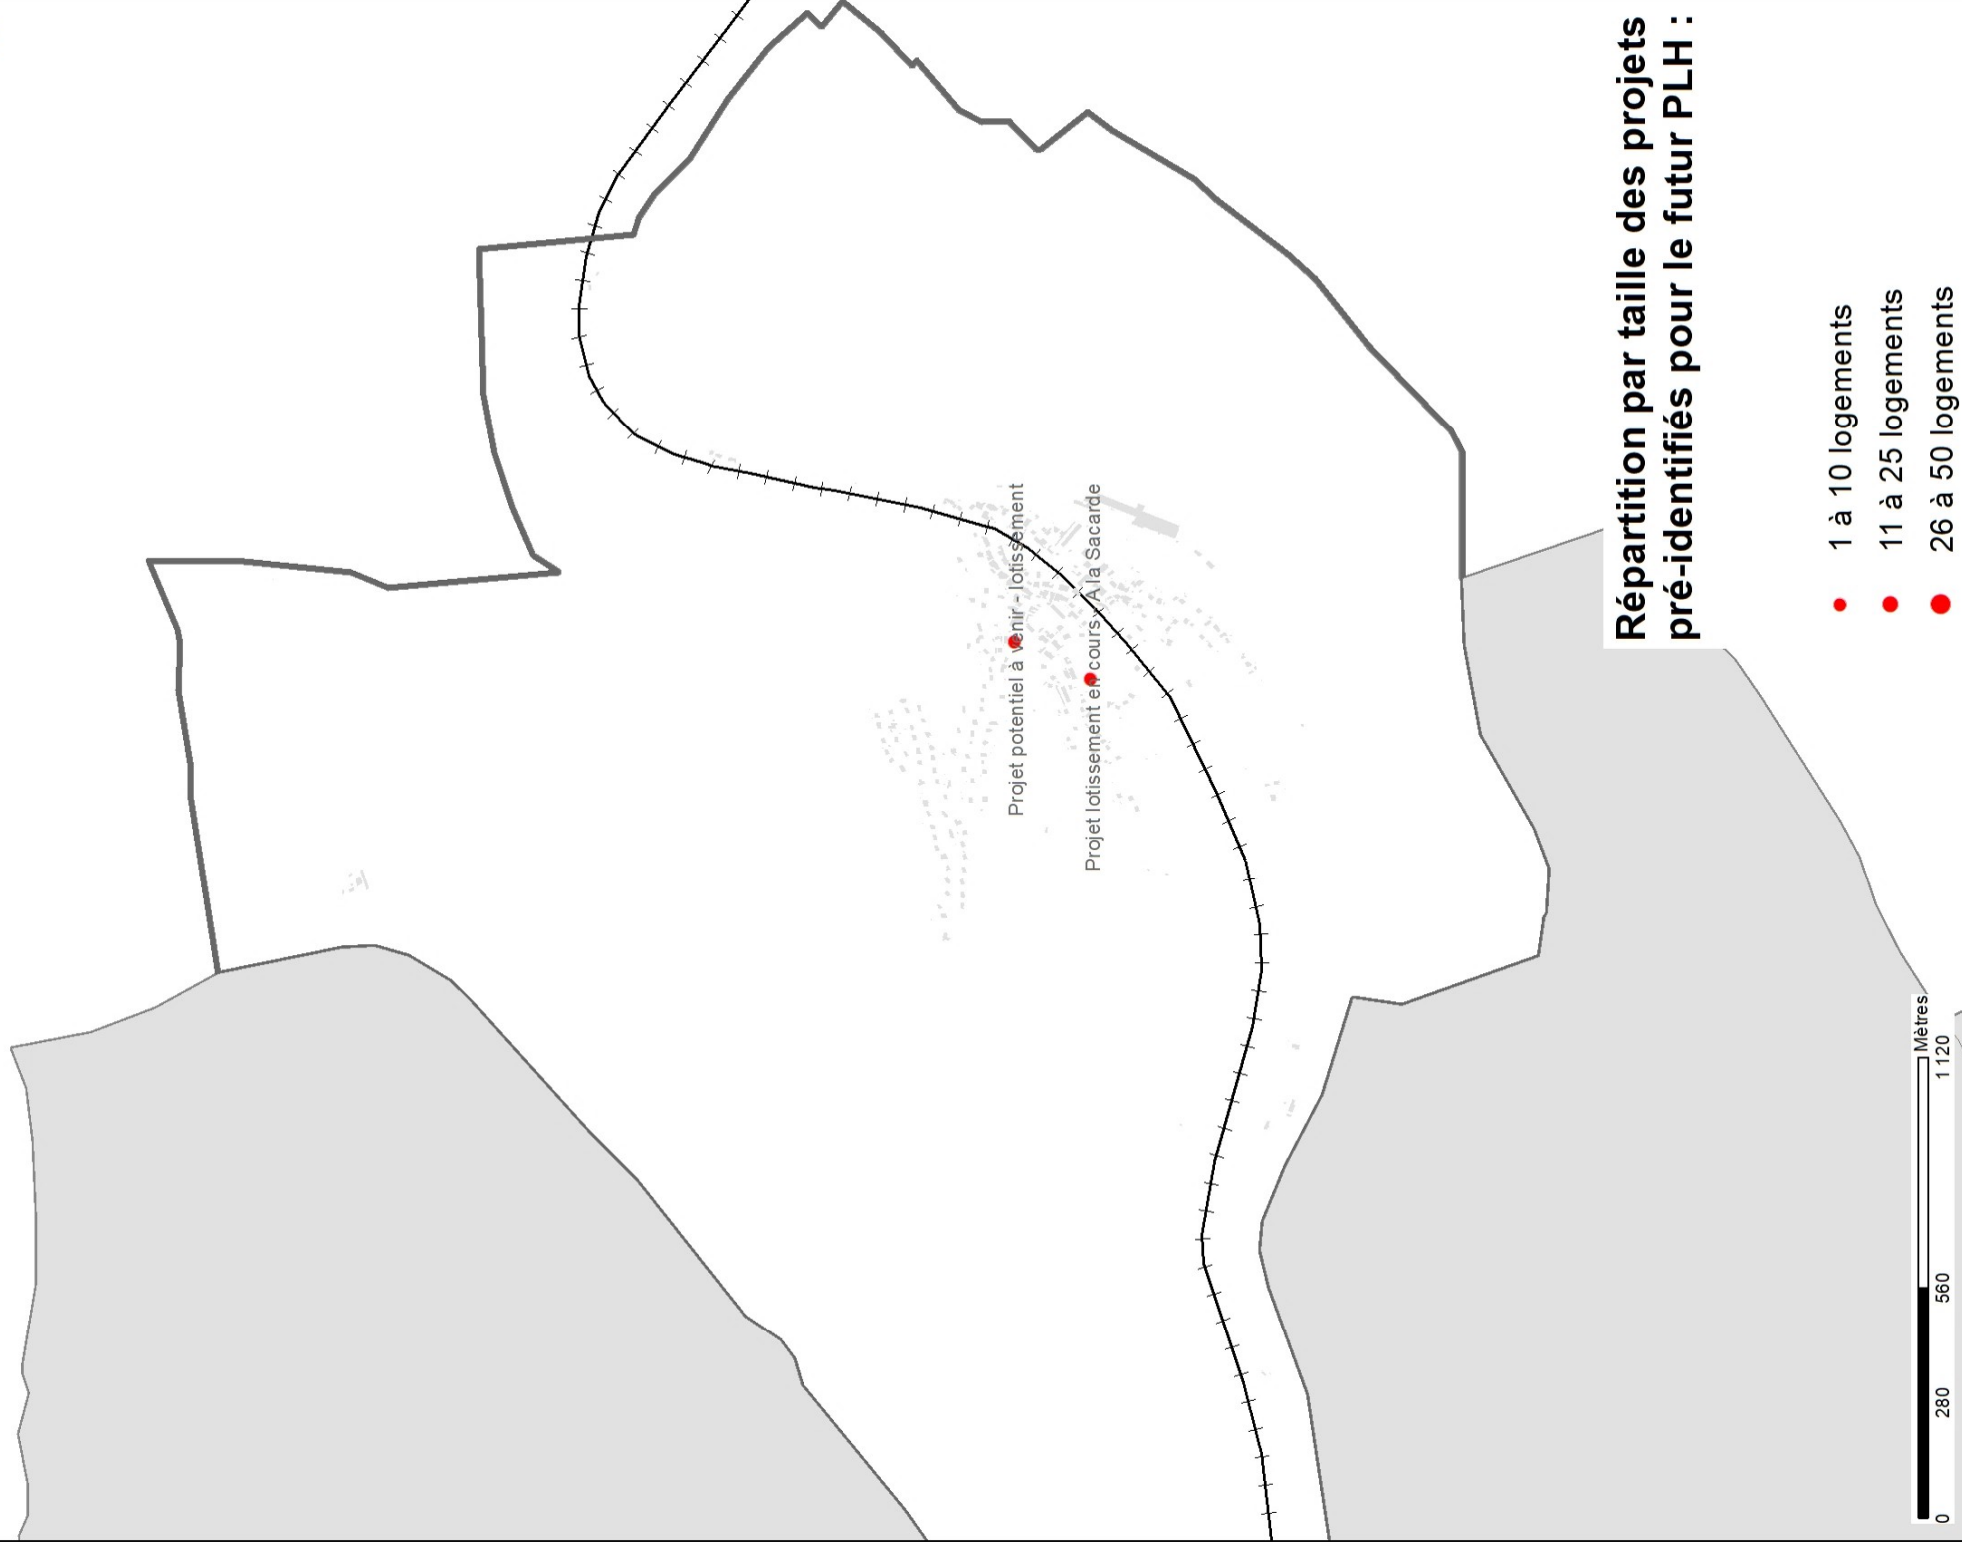 Projet potentiel à venir - lotissement
Projet lotissement en cours - A la Sacarde
Répartition par taille des projets
pré-identifiés pour le futur PLH :
1 à 10 logements
11 à 25 logements
26 à 50 logements
Mètres
0 280 560 1 120